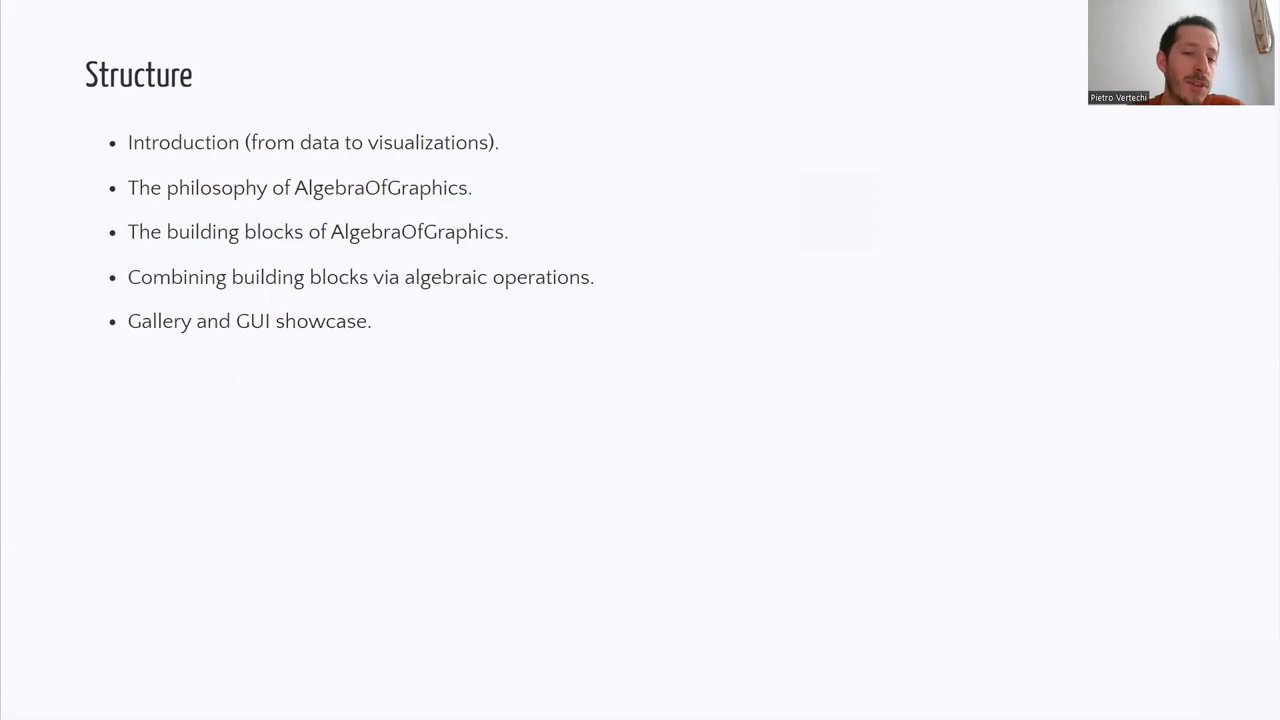 Structure
Introduction (from data to visualizations).
The philosophy of AlgebraOfGraphics.
The building blocks of AlgebraOfGraphics.
Combining building blocks via algebraic operations.
Gallery and GUI showcase.
Pietro Vertechi